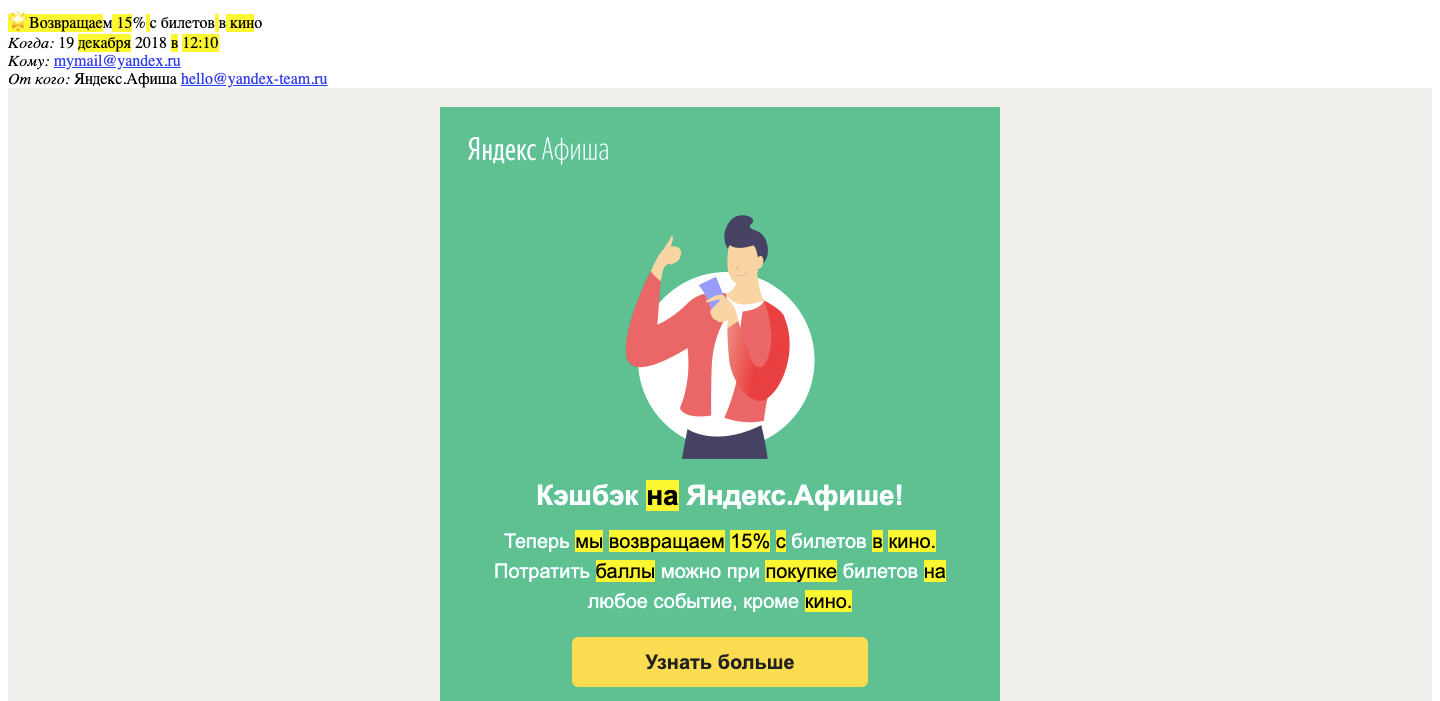 🌟Возвращаем 15% с билетов в кино
Когда: 19 декабря 2018 в 12:10
Кому: mymail@yandex.ru
От кого: Яндекс.Афиша hello@yandex-team.ru
Яндекс Афиша
Кэшбэк на Яндекс.Афише!
Теперь мы возвращаем 15% с билетов в кино.
Потратить баллы можно при покупке билетов на
любое событие, кроме кино.
Узнать больше